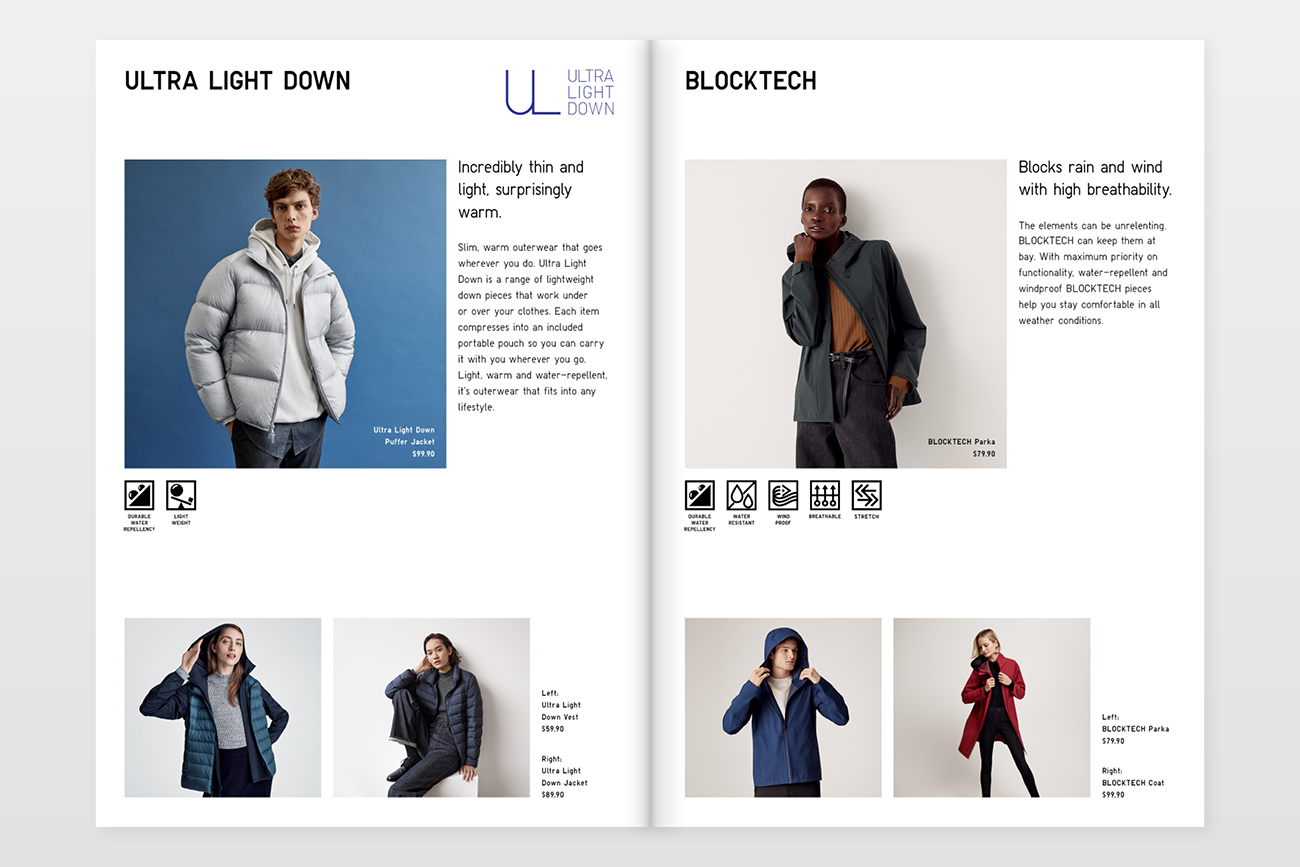 ULTRA LIGHT DOWN
UL
ULTRA
LIGHT
DOWN
Incredibly thin and
light, surprisingly
warm.
Slim, warm outerwear that goes
wherever you do. Ultra Light
Down is a range of lightweight
down pieces that work under
or over your clothes. Each item
compresses into an included
portable pouch so you can carry
it with you wherever you go.
Light, warm and water-repellent,
it's outerwear that fits into any
lifestyle.
Ultra Light Down
Puffer Jacket
$99.90
DURABLE
WATER
REPELLENCY
LIGHT
WEIGHT
Left:
Ultra Light
Down Vest
$59.90
Right:
Ultra Light
Down Jacket
$89.90
BLOCKTECH
Blocks rain and wind
with high breathability.
The elements can be unrelenting.
BLOCKTECH can keep them at
bay. With maximum priority on
functionality, water-repellent and
windproof BLOCKTECH pieces
help you stay comfortable in all
weather conditions.
BLOCKTECH Parka
$79.90
DURABLE
WATER
REPELLENCY
WATER
RESISTANT
WIND
PROOF
BREATHABLE
STRETCH
Left:
BLOCKTECH Parka
$79.90
Right:
BLOCKTECH Coat
$99.90